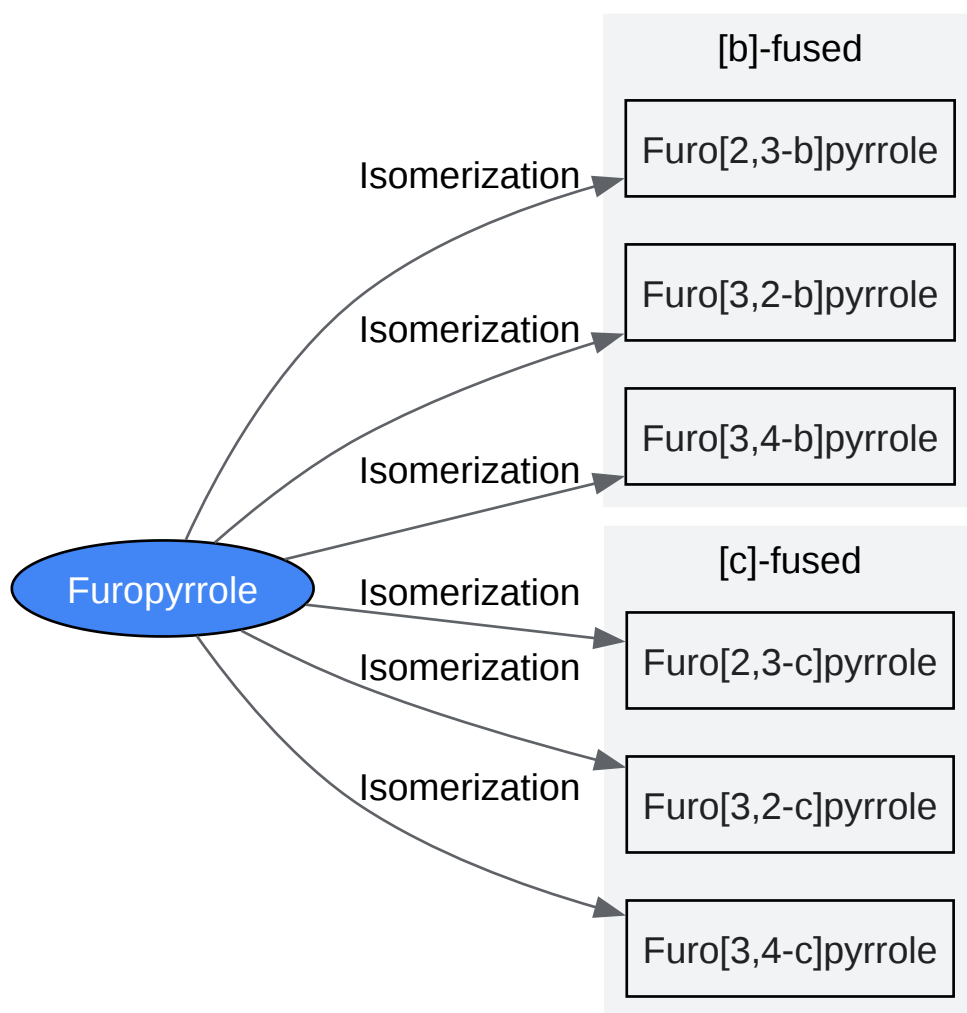 [b]-fused
Furo[2,3-b]pyrrole
Isomerization
Furo[3,2-b]pyrrole
Isomerization
Furo[3,4-b]pyrrole
Isomerization
Furopyrrole
[c]-fused
Isomerization
Furo[2,3-c]pyrrole
Isomerization
Furo[3,2-c]pyrrole
Isomerization
Furo[3,4-c]pyrrole